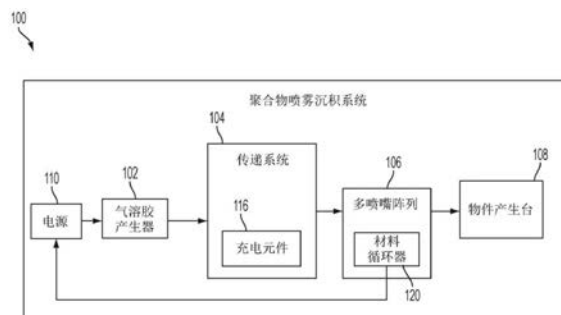 100
聚合物喷雾沉积系统
104
传递系统
106
108
110
102
多喷嘴阵列
物件产生台
电源
气溶胶
产生器
116
充电元件
材料
循环器
120